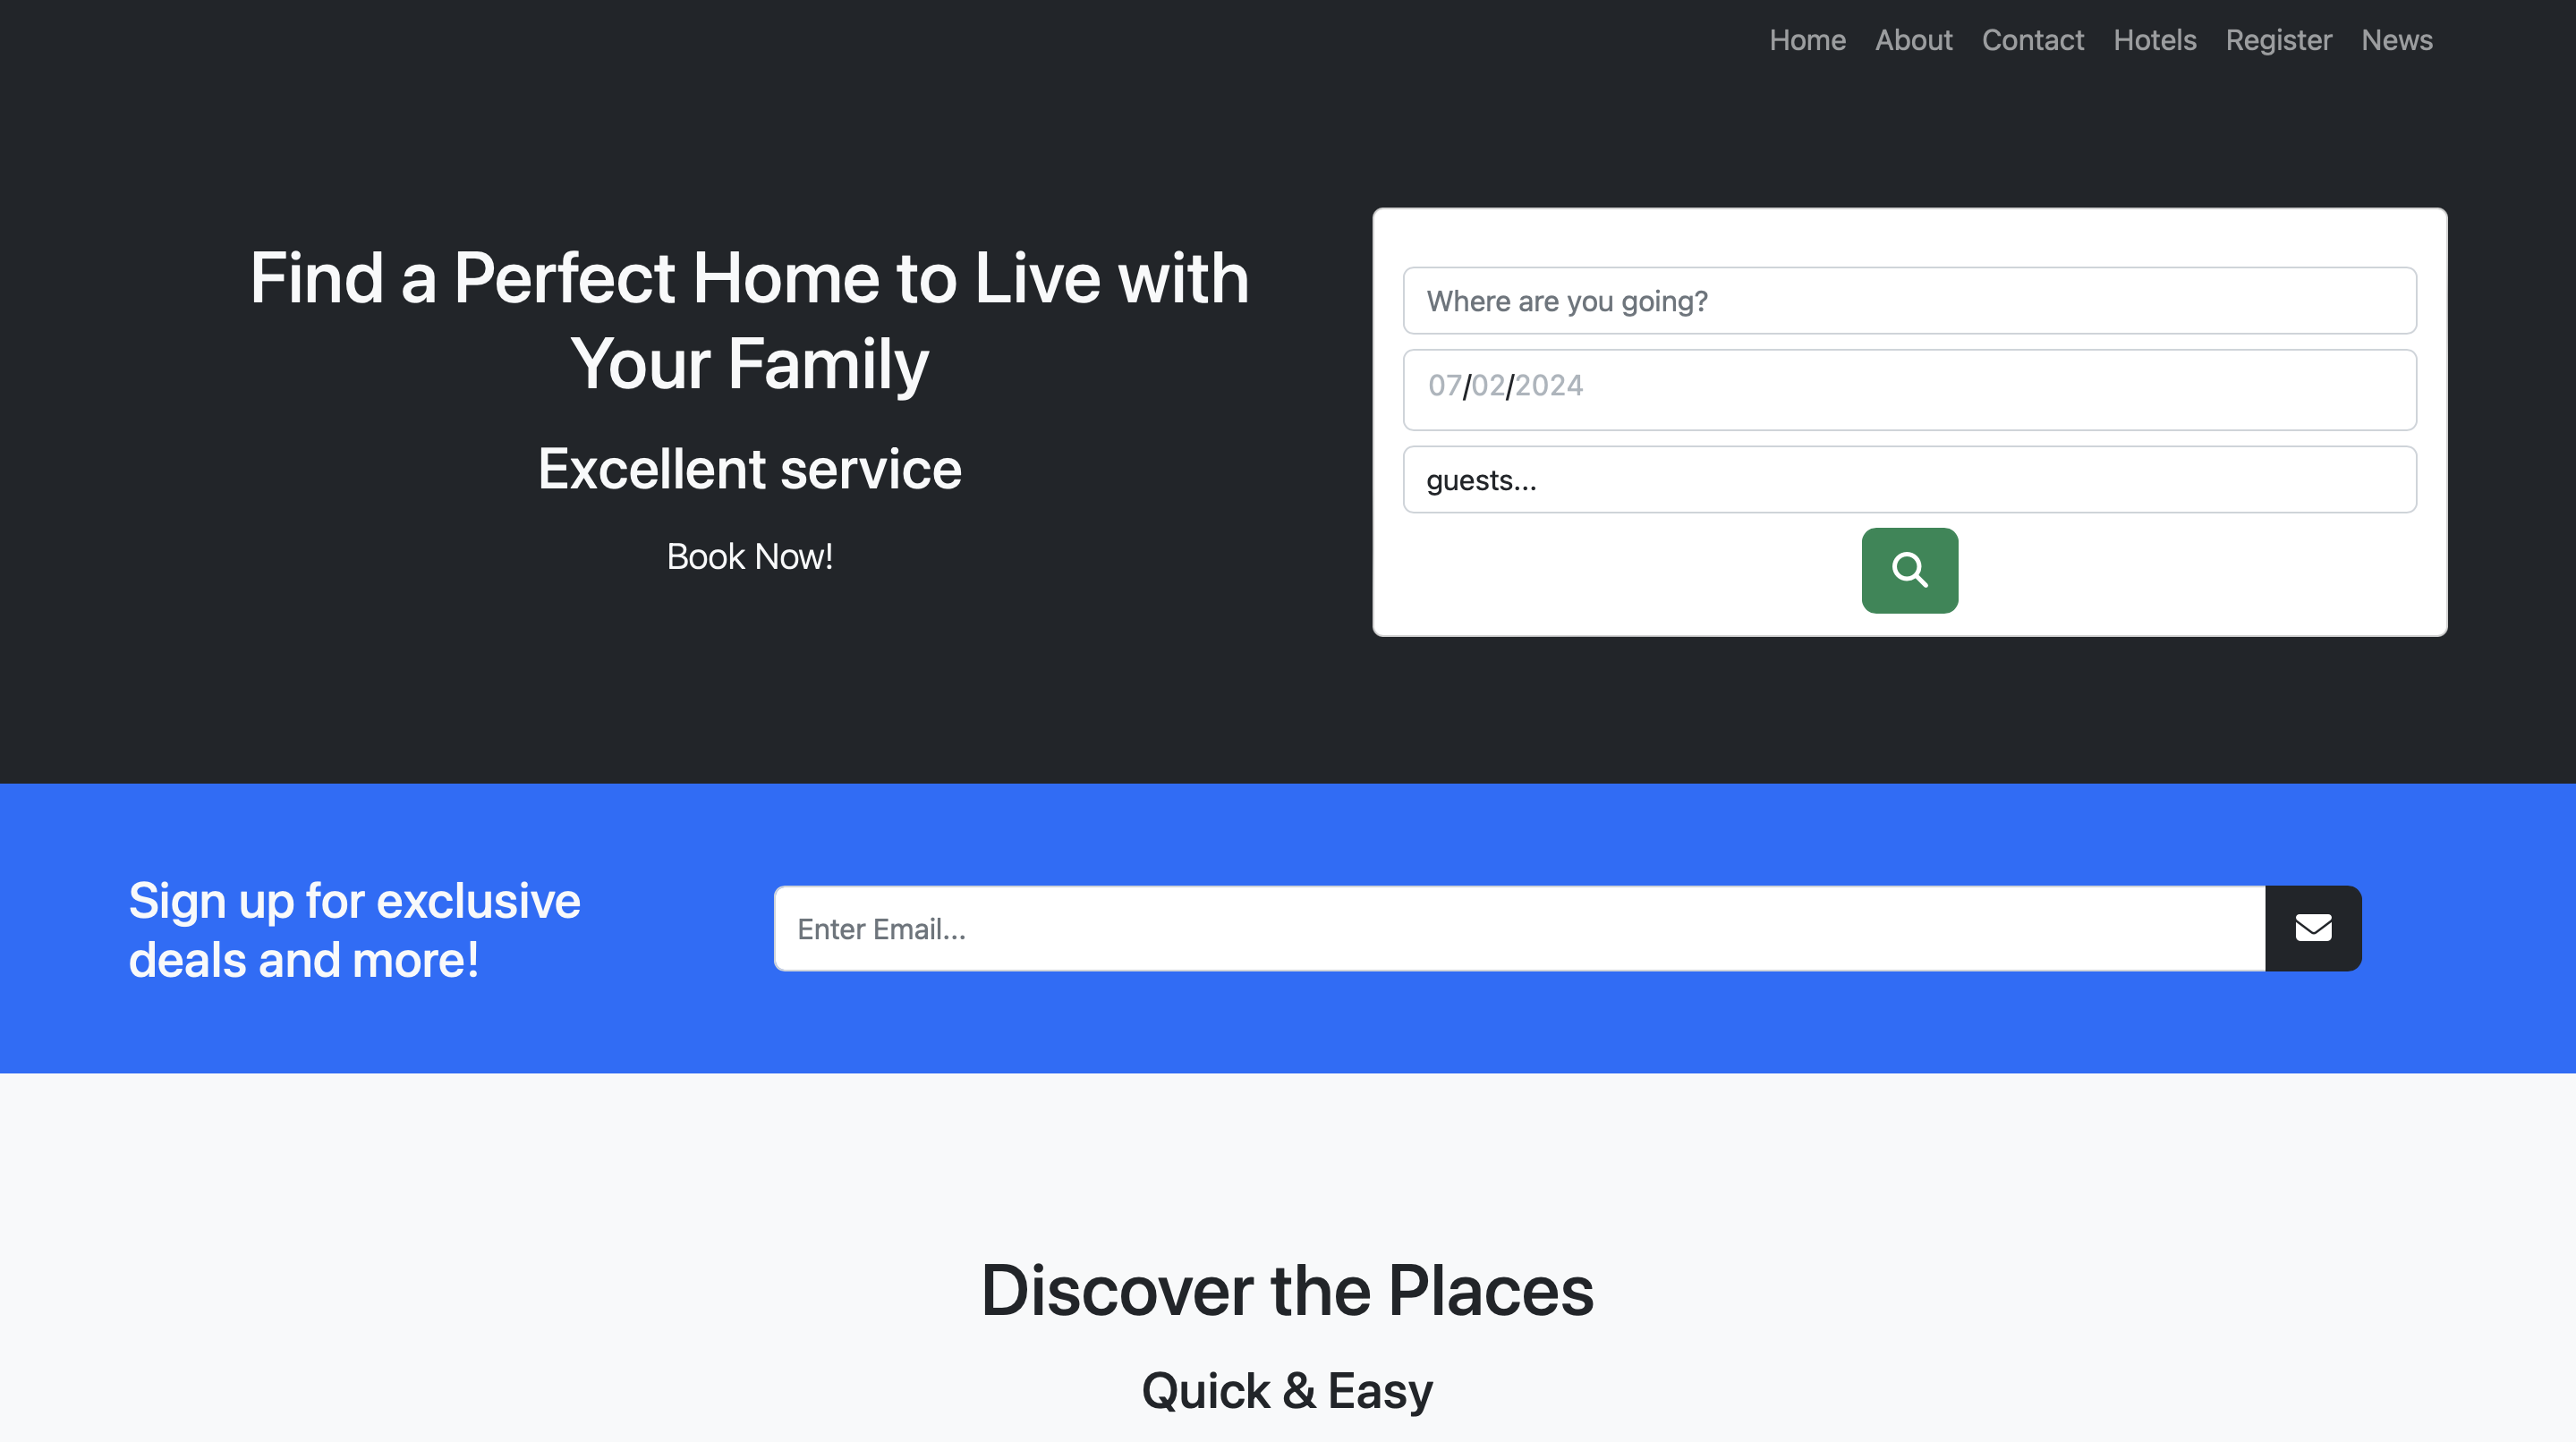 Home About Contact Hotels Register News
Find a Perfect Home to Live with
Your Family
Excellent service
Book Now!
Where are you going?
07/02/2024
guests...
Sign up for exclusive
deals and more!
Enter Email...
Discover the Places
Quick & Easy